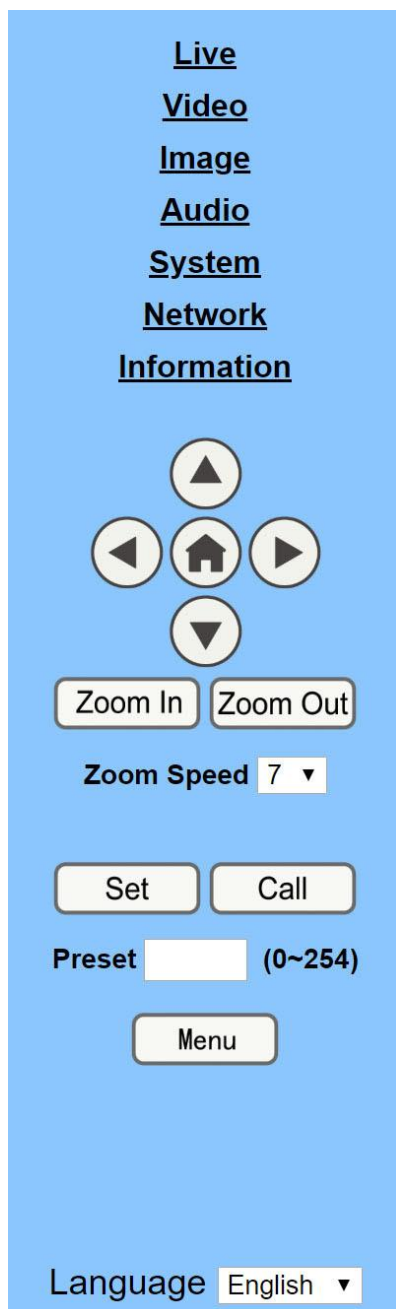 Live
Video
Image
Audio
System
Network
Information
Zoom In Zoom Out
Zoom Speed 7
Set Call
Preset (0~254)
Menu
Language English